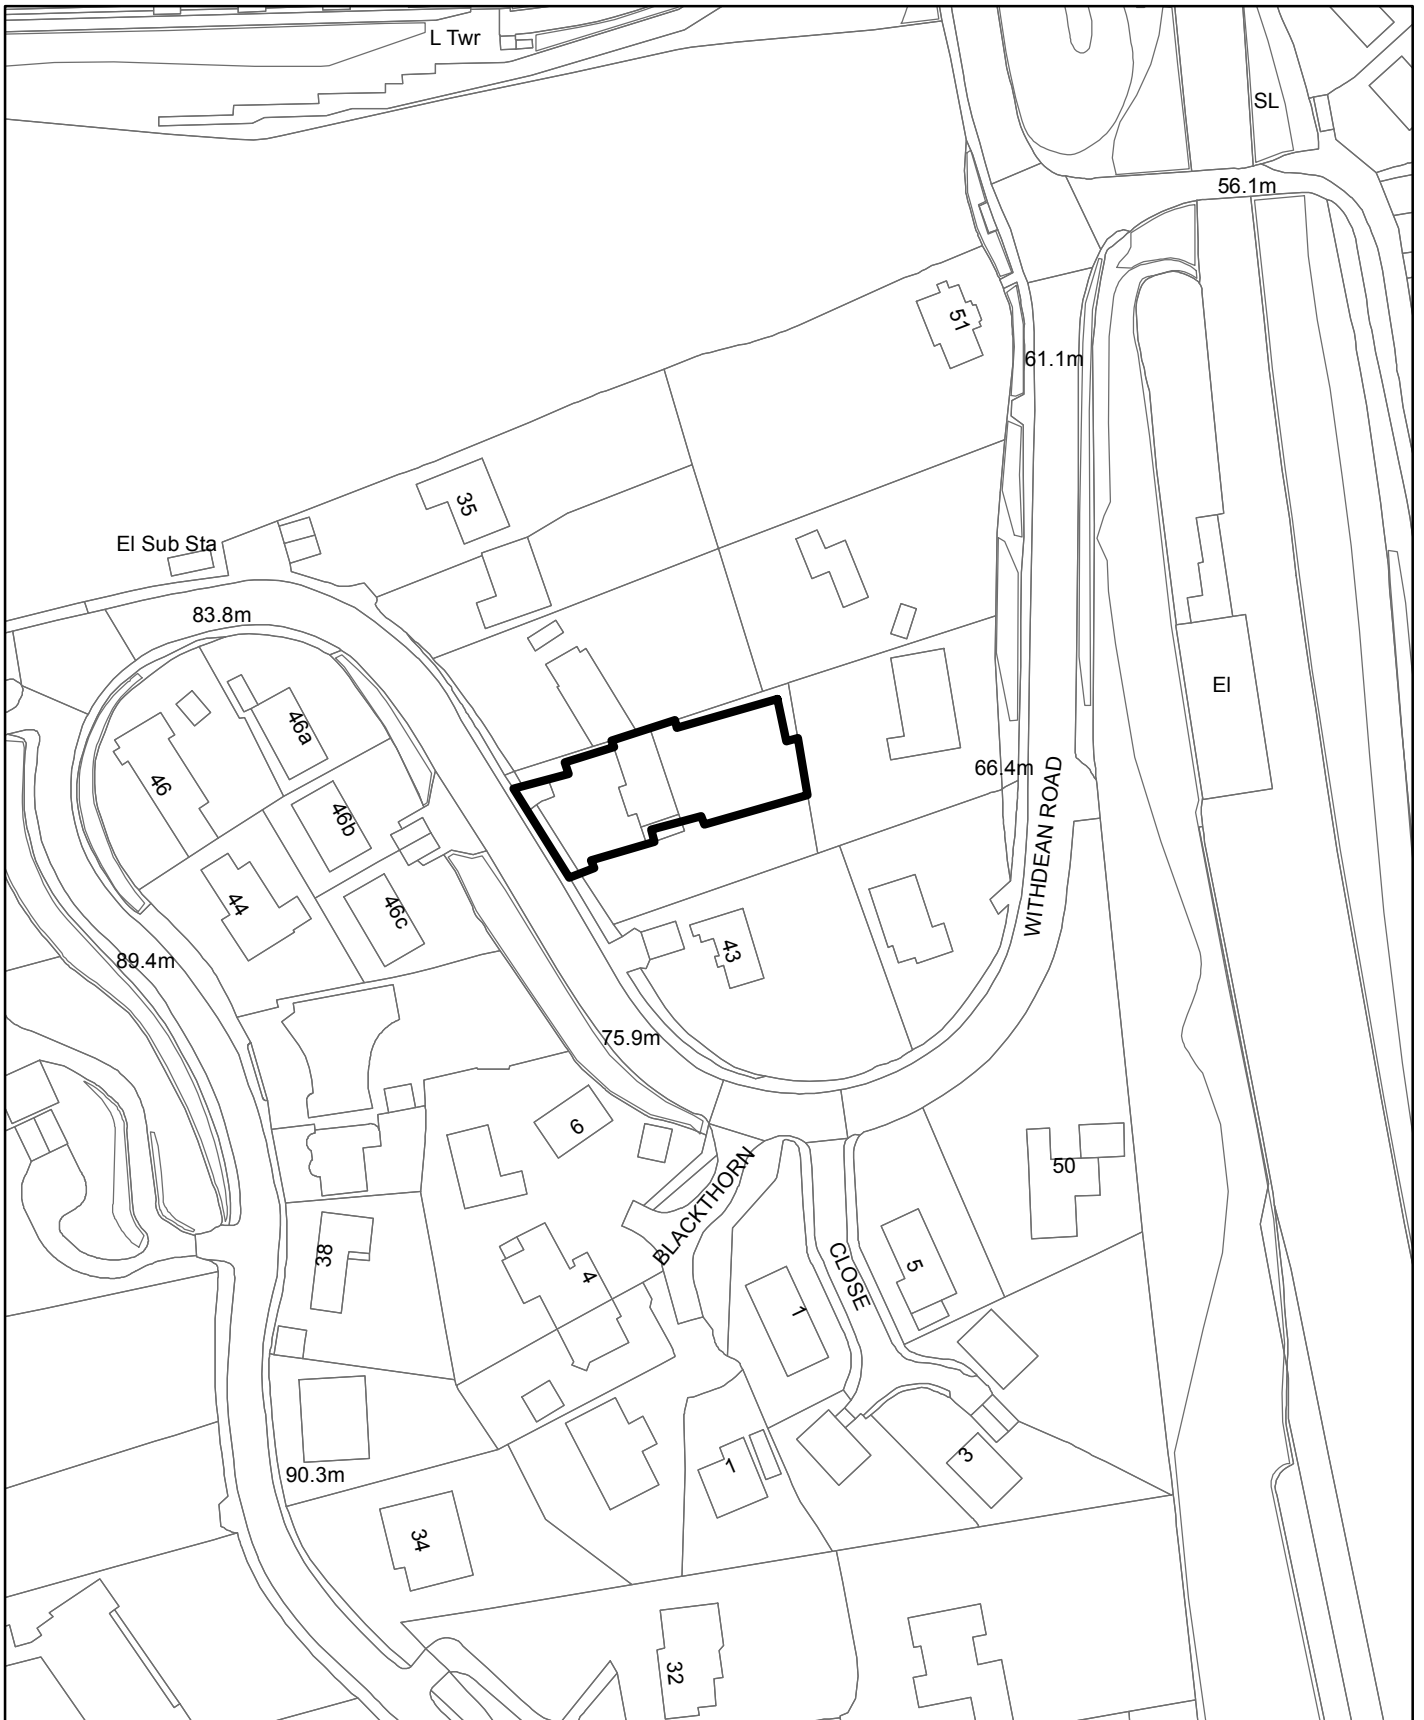 L Twr
SL
56.1m
51
61.1m
35
El Sub Sta
83.8m
El
46a
46
66.4m
WITHDEAN ROAD
46b
44
46c
43
89.4m
75.9m
6
BLACKTHORN
50
38
4
5
CLOSE
1
3
1
90.3m
34
32